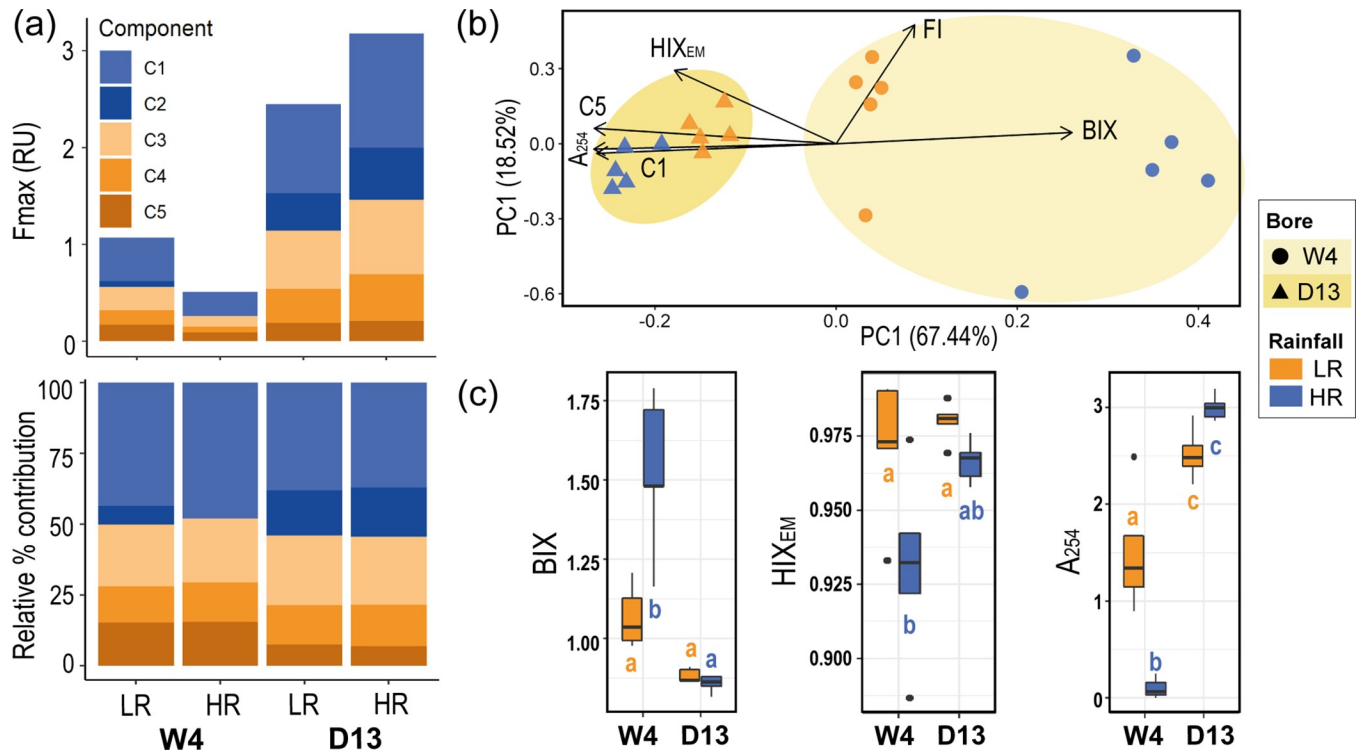 (a)
Component
C1
C2
C3
C4
C5
Fmax (RU)
3
2
1
0
Relative % contribution
100
75
50
25
0
LR HR LR HR
W4 D13
(b)
FI
HIXEM
C5
BIX
A254
C1
PC1 (18.52%)
0.3
0.0
-0.3
-0.6
-0.2 0.0 0.2 0.4
PC1 (67.44%)
Bore
W4
D13
Rainfall
LR
HR
(c)
BIX
1.75
1.50
1.25
1.00
a b a a
W4 D13
HIXEM
0.975
0.950
0.925
0.900
a b a ab
W4 D13
A254
3
2
1
0
a b c c
W4 D13